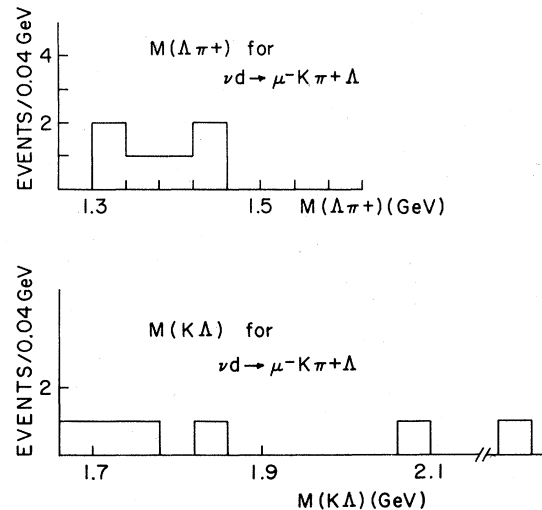 M(Λπ+) for
νd→μ-Kπ+Λ
EVENTS/0.04 GeV
4
2
1.3 1.5 M(Λπ+)(GeV)
M(KΛ) for
νd→μ-Kπ+Λ
EVENTS/0.04 GeV
2
1.7 1.9 2.1
M(KΛ)(GeV)